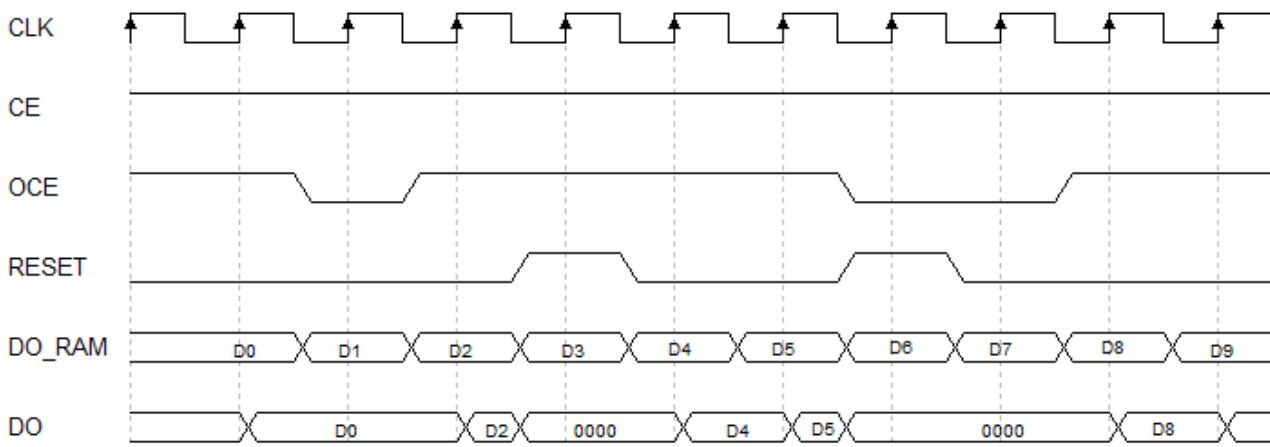 CLK
CE
OCE
RESET
DO_RAM D0 D1 D2 D3 D4 D5 D6 D7 D8 D9
DO D0 D2 0000 D4 D5 0000 D8